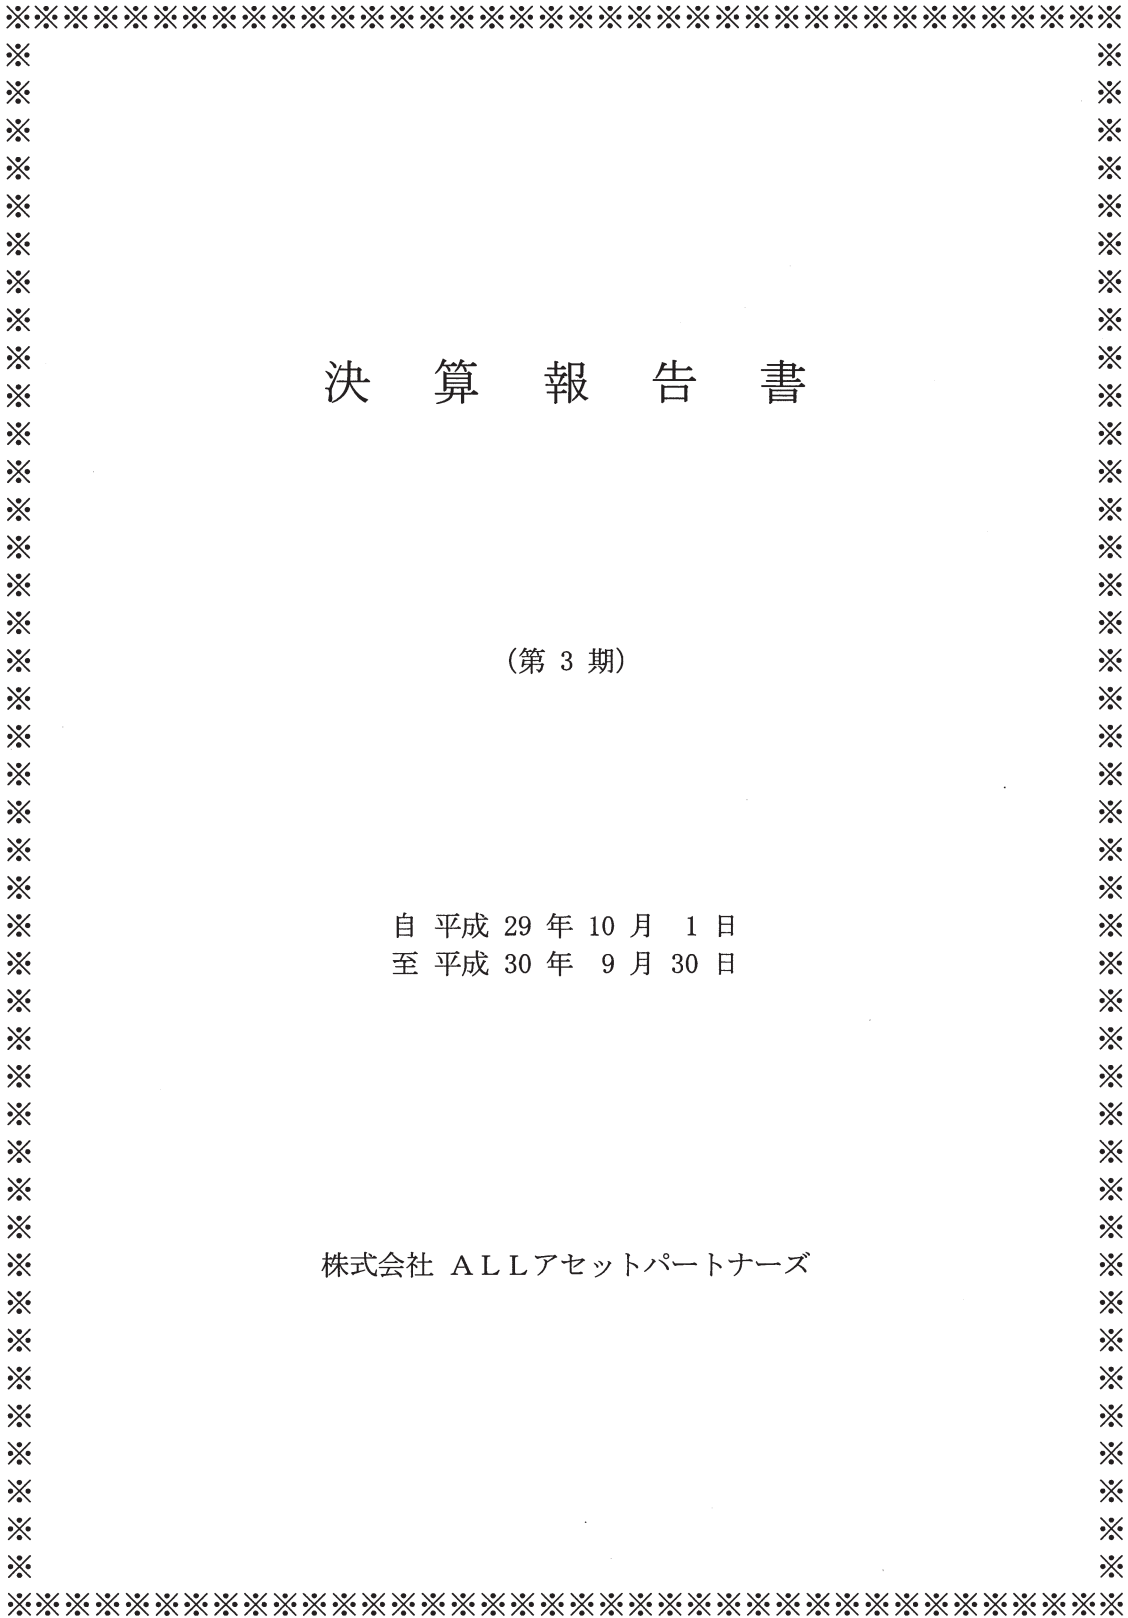 決算報告書
(第 3 期)
自 平成 29 年 10 月 1 日
至 平成 30 年 9 月 30 日
株式会社 ＡＬＬアセットパートナーズ